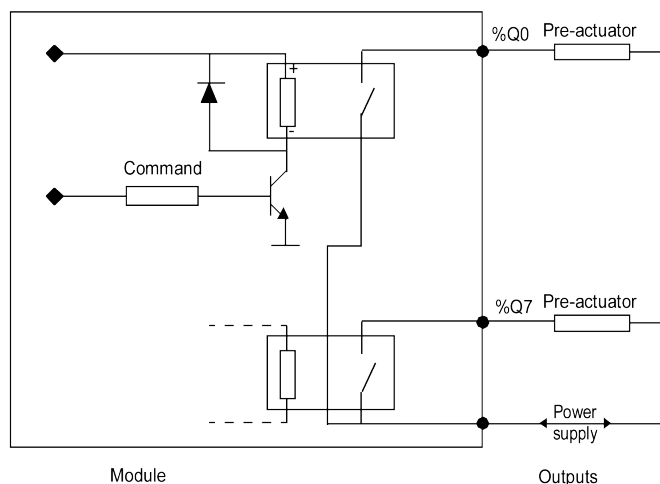 %Q0
Pre-actuator
+
-
Command
%Q7
Pre-actuator
Power
supply
Module
Outputs